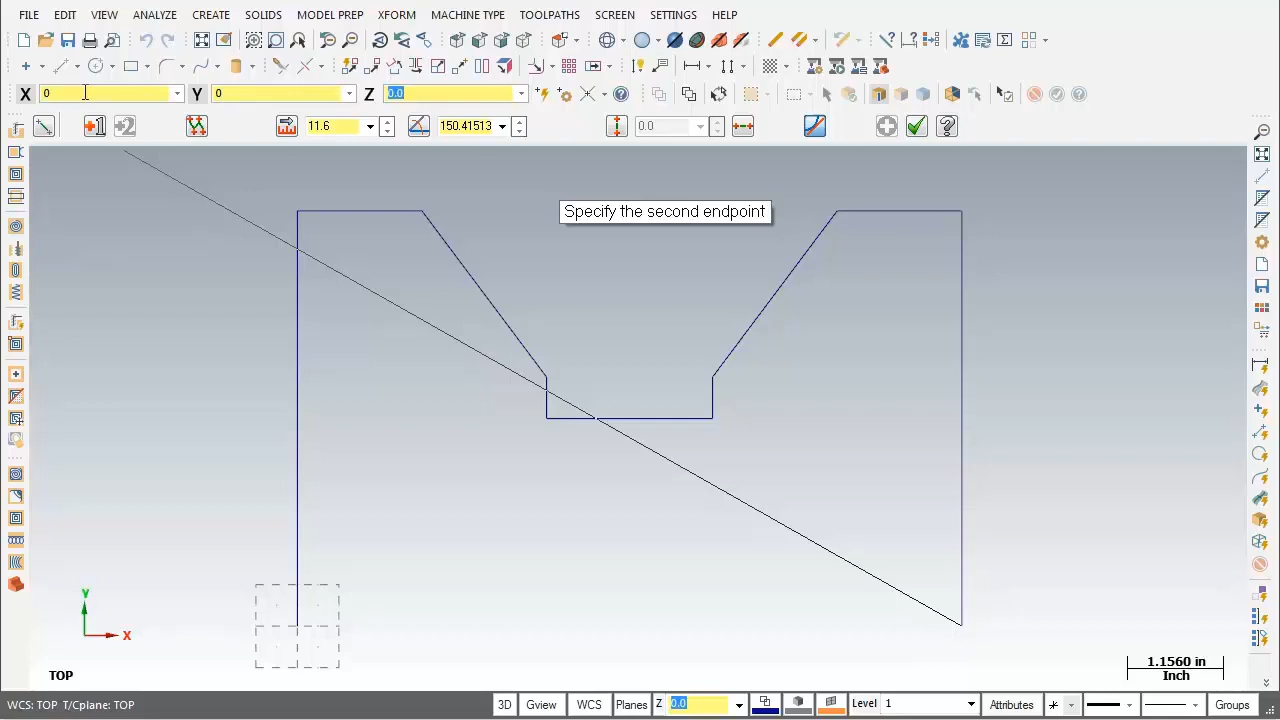 FILE EDIT VIEW ANALYZE CREATE SOLIDS MODEL PREP XFORM MACHINE TYPE TOOLPATHS SCREEN SETTINGS HELP
X 0 Y 0 Z 0.0
+1 +2 11.6 150.41513 0.0
Specify the second endpoint
Y
X
TOP
1.1560 in
Inch
WCS: TOP T/Cplane: TOP 3D Gview WCS Planes Z 0.0 Level 1 Attributes Groups